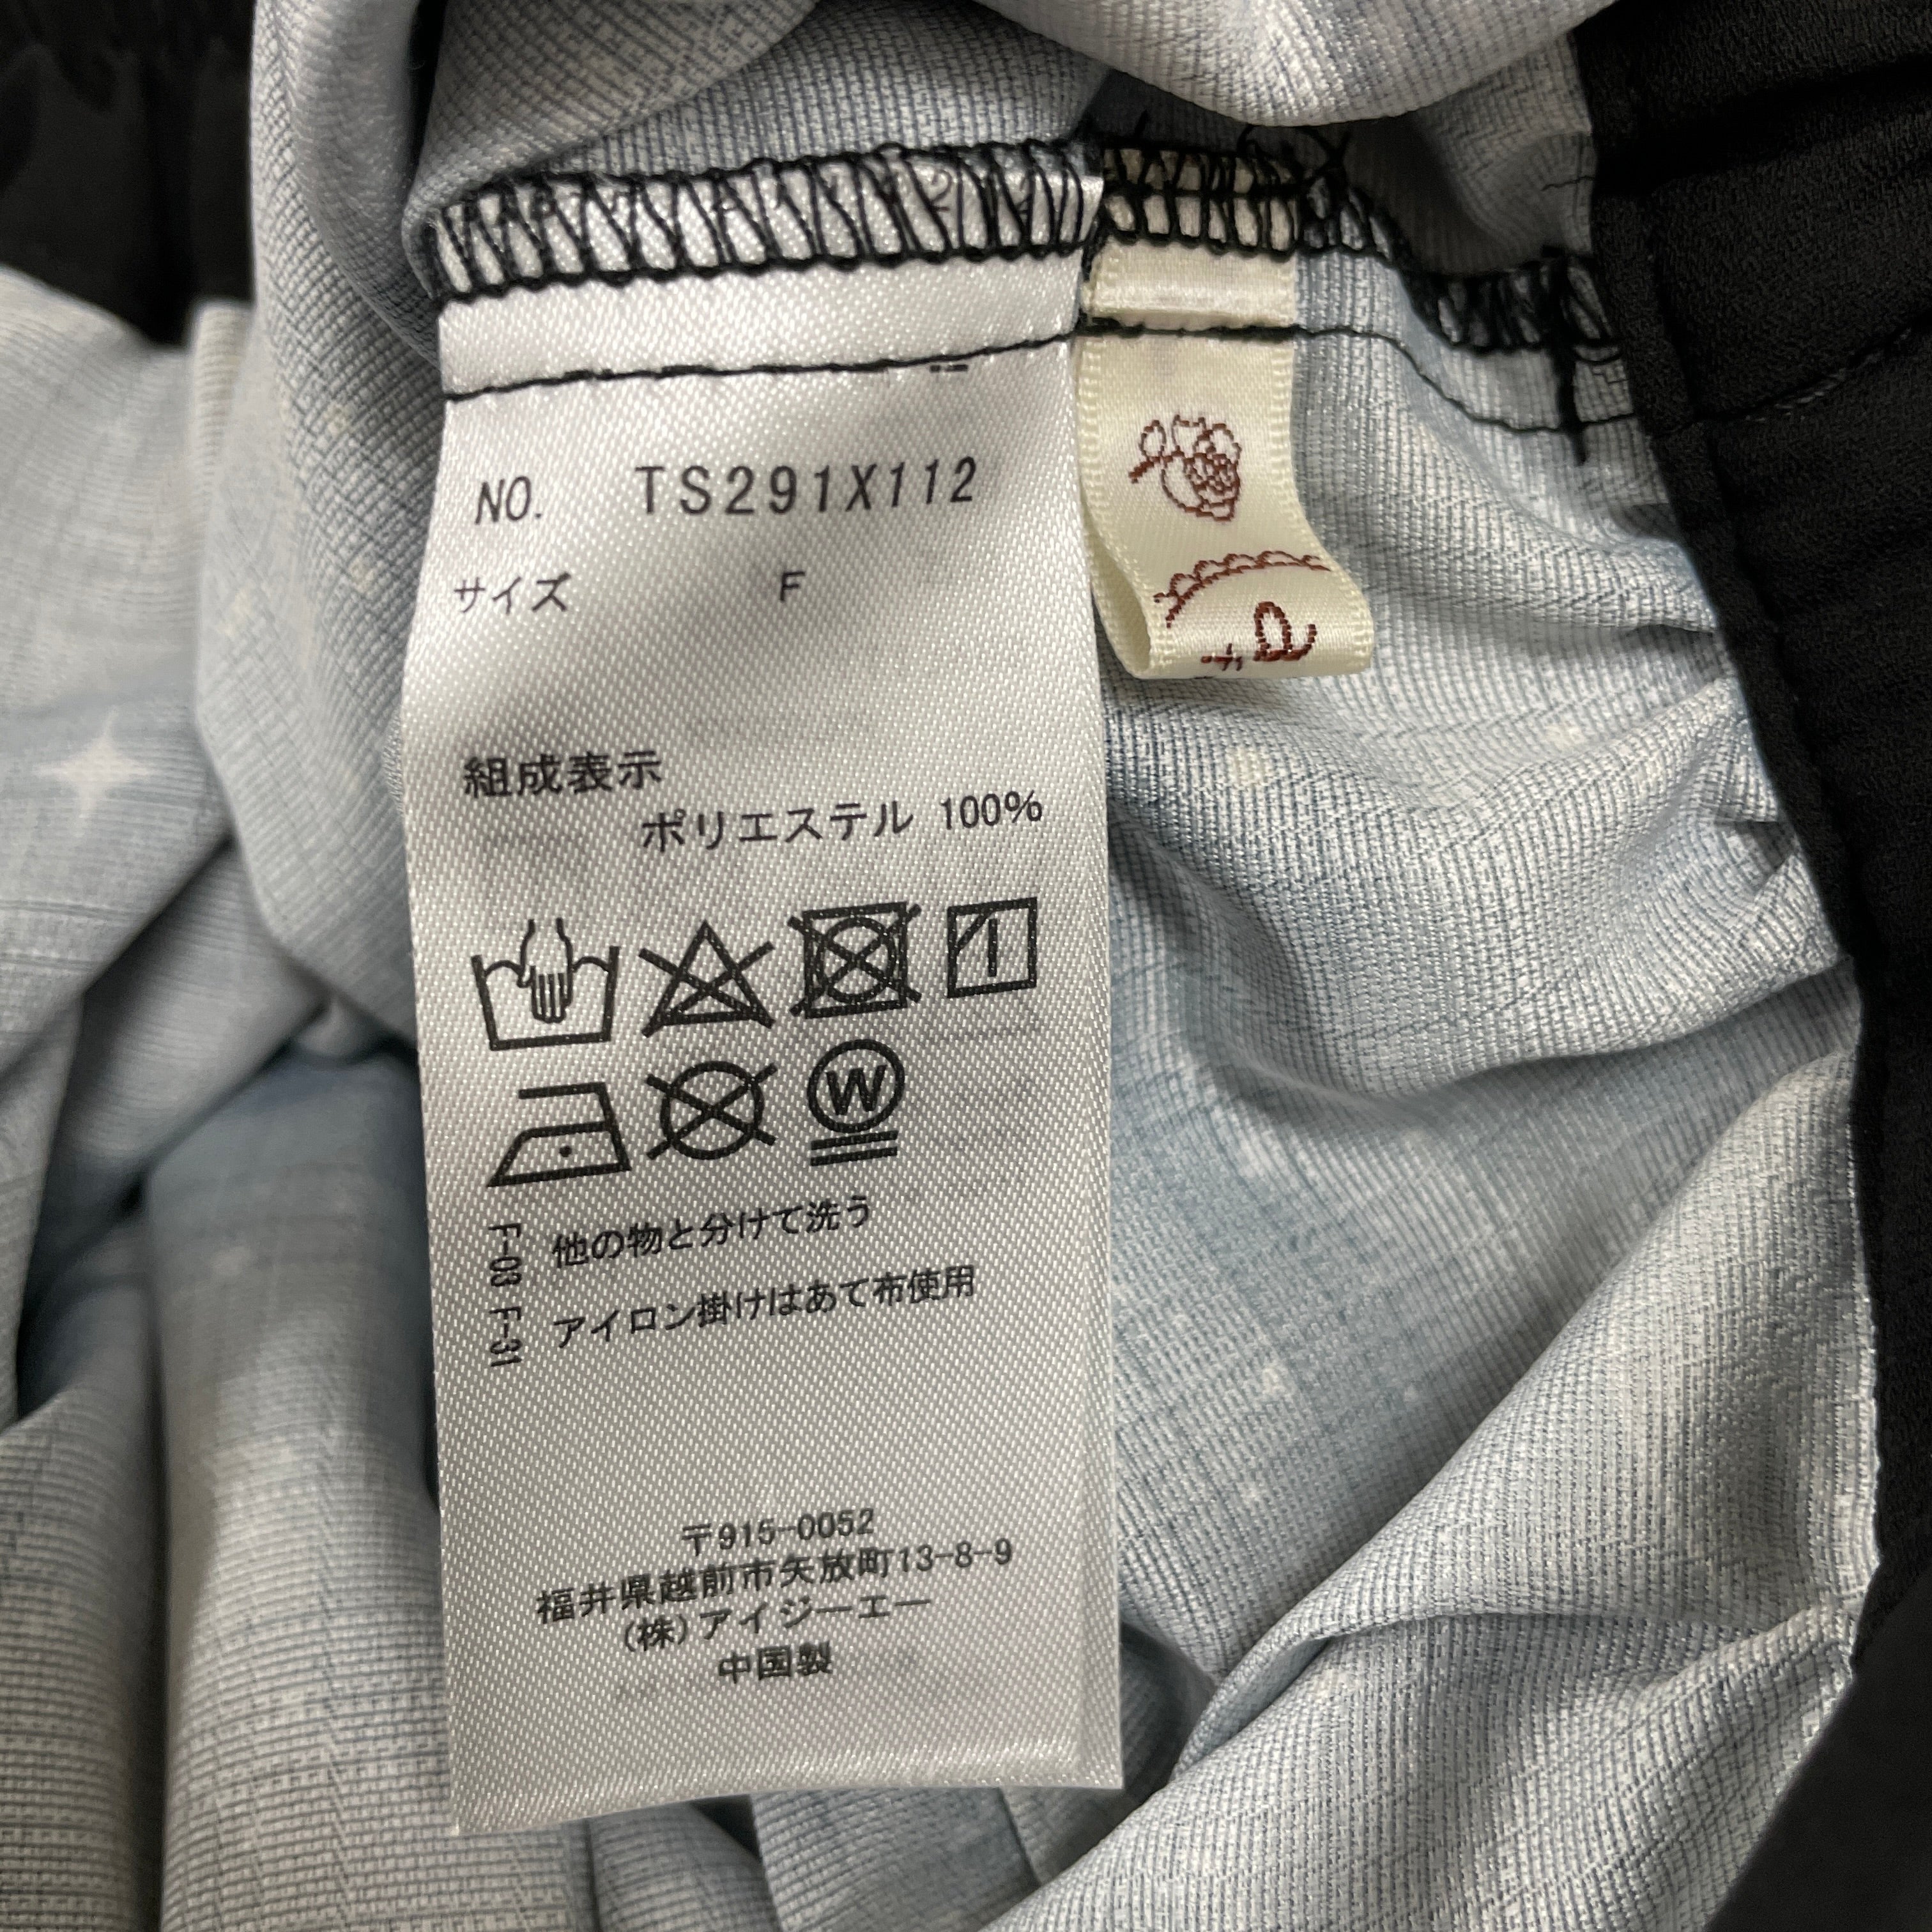 NO. TS291X112
サイズ F
組成表示
ポリエステル 100%
W
F-03 他の物と分けて洗う
F-31 アイロン掛けはあて布使用
〒915-0052
福井県越前市矢放町13-8-9
(株)アイジーエー
中国製